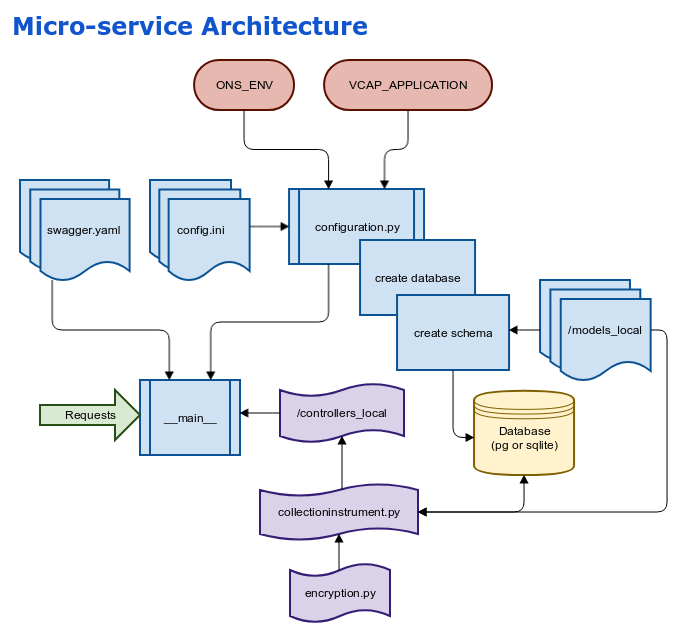 Micro-service Architecture
ONS_ENV
VCAP_APPLICATION
swagger.yaml
config.ini
configuration.py
create database
create schema
/models_local
Requests
__main__
/controllers_local
Database
(pg or sqlite)
collectioninstrument.py
encryption.py